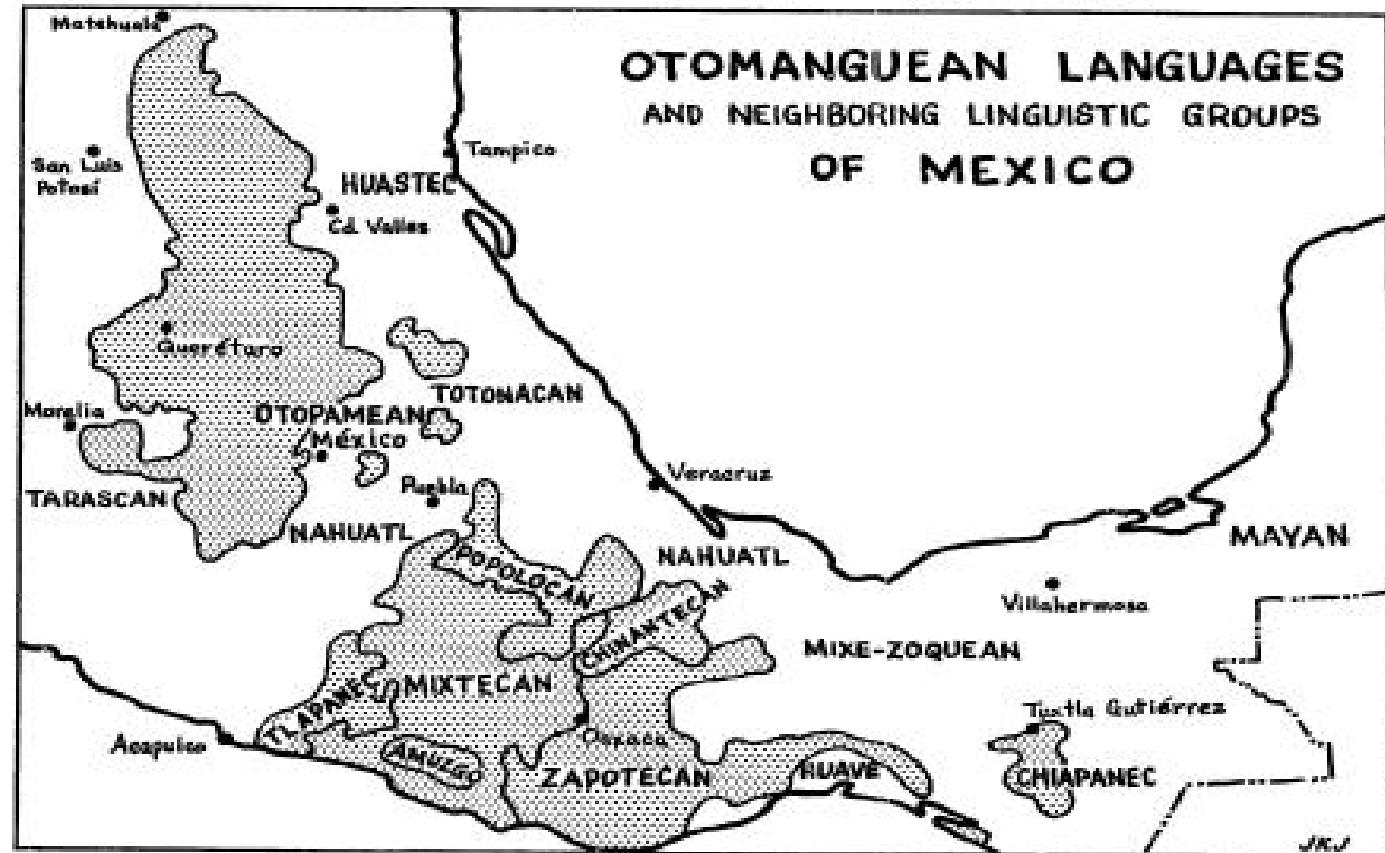 OTOMANGUEAN LANGUAGES
AND NEIGHBORING LINGUISTIC GROUPS
OF MEXICO
Matehuala
San Luis
Potosí
Tampico
HUASTEC
Cd. Valles
Querétaro
TOTONACAN
Morelia
OTOPAMEAN
México
TARASCAN
Puebla
Veracruz
NAHUATL
POPOLOCAN
NAHUATL
MAYAN
CHINANTECAN
Villahermosa
MIXE-ZOQUEAN
TLAPANEC
MIXTECAN
Acapulco
AMUEGO
Oaxaca
Tuxtla Gutiérrez
ZAPOTECAN
HUAVE
CHIAPANEC
JKJ